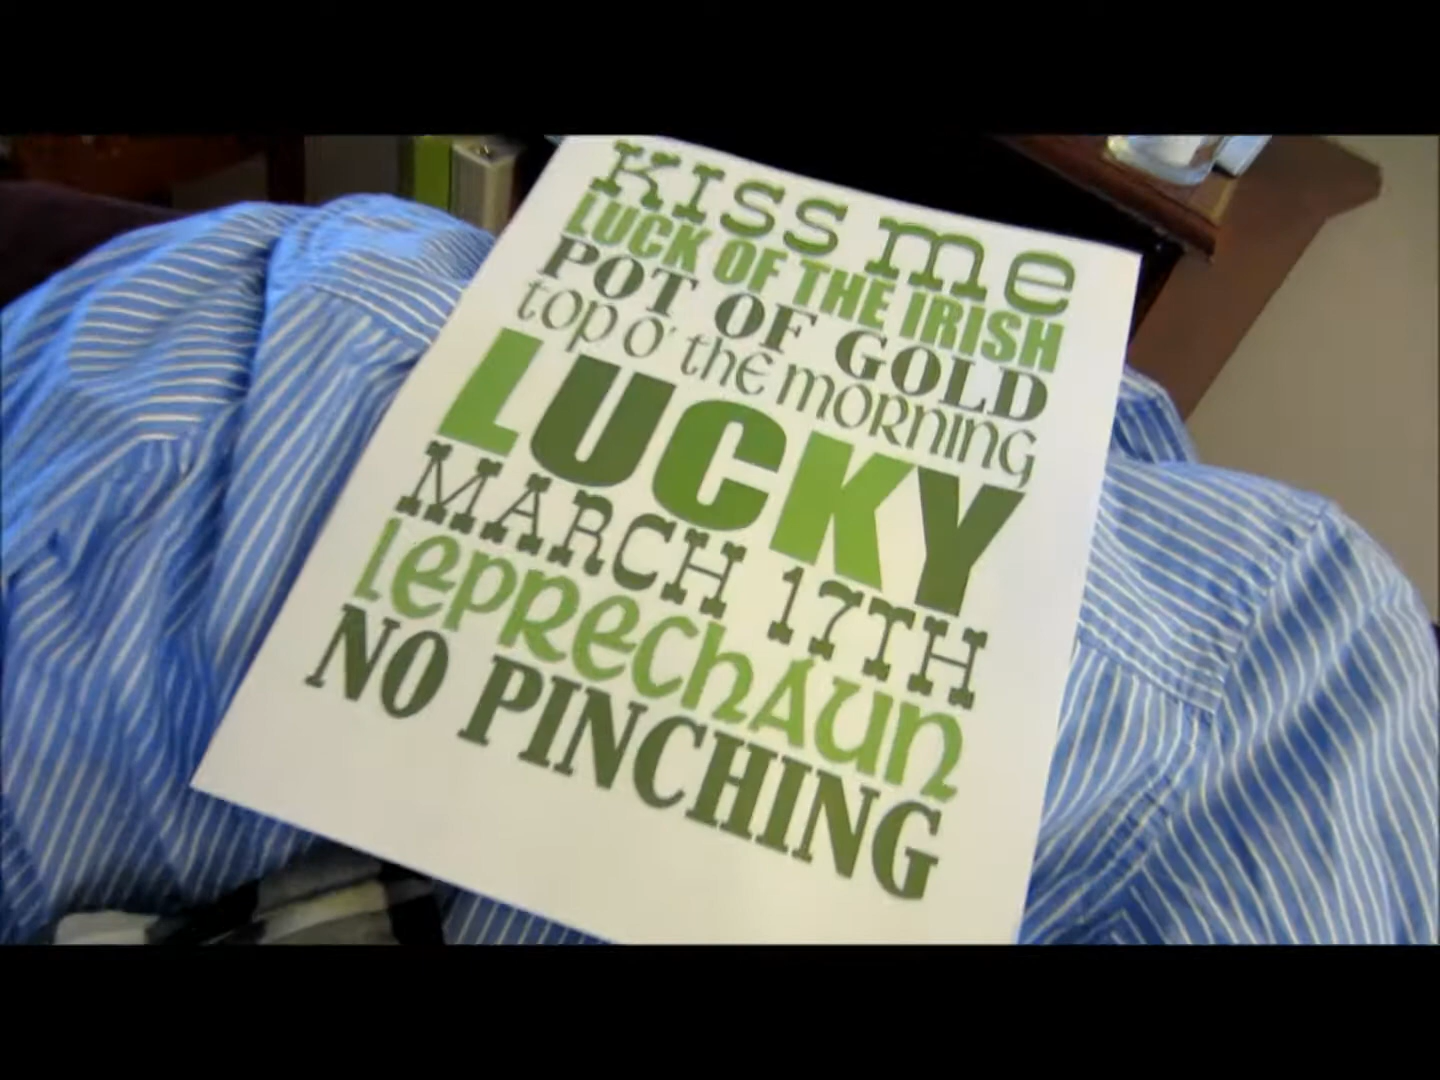 Kiss me
LUCK OF THE IRISH
POT OF GOLD
top o' the morning
LUCKY
MARCH 17TH
Leprechaun
NO PINCHING